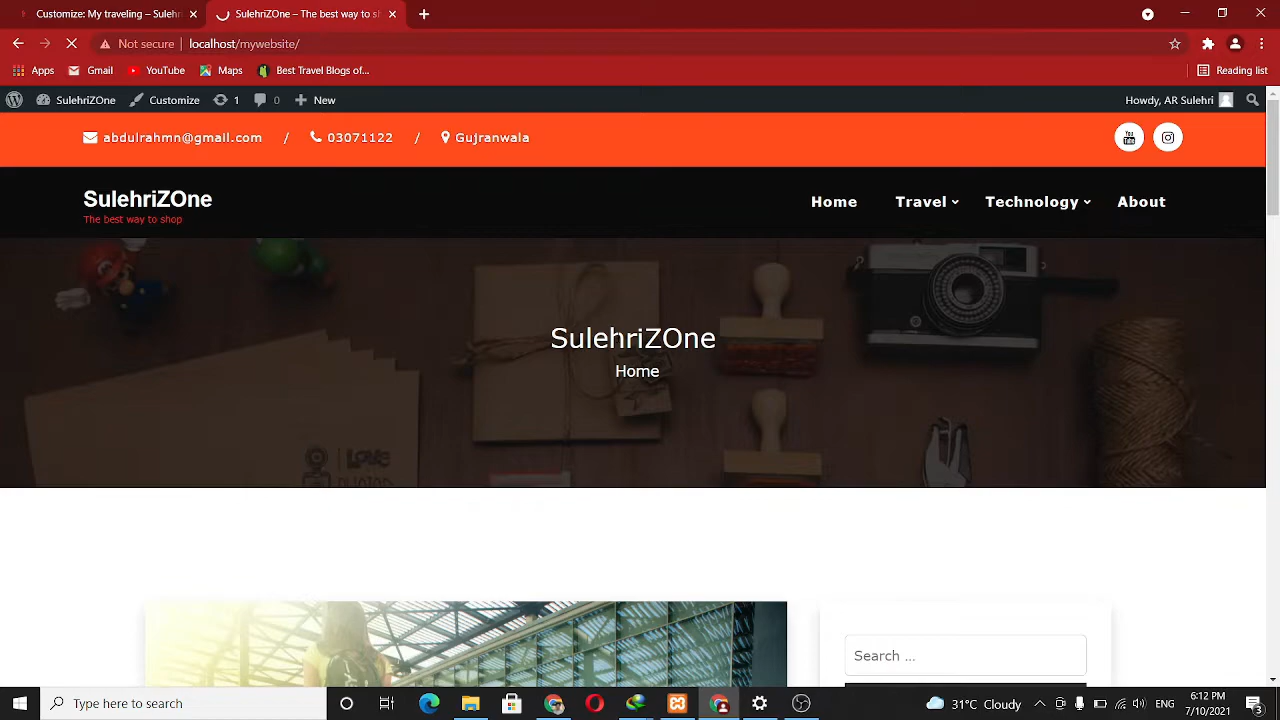 Customize: My traveling – Sulehr
SulehriZOne – The best way to sh
Not secure
localhost/mywebsite/
Apps
Gmail
YouTube
Maps
Best Travel Blogs of...
Reading list
SulehriZOne
Customize
1
0
New
Howdy, AR Sulehri
abdulrahmn@gmail.com / 03071122 / Gujranwala
You Tube
SulehriZOne
The best way to shop
Home
Travel
Technology
About
SulehriZOne
Home
LOVE
Search ...
Type here to search
31°C Cloudy
ENG
6:12 PM
7/10/2021